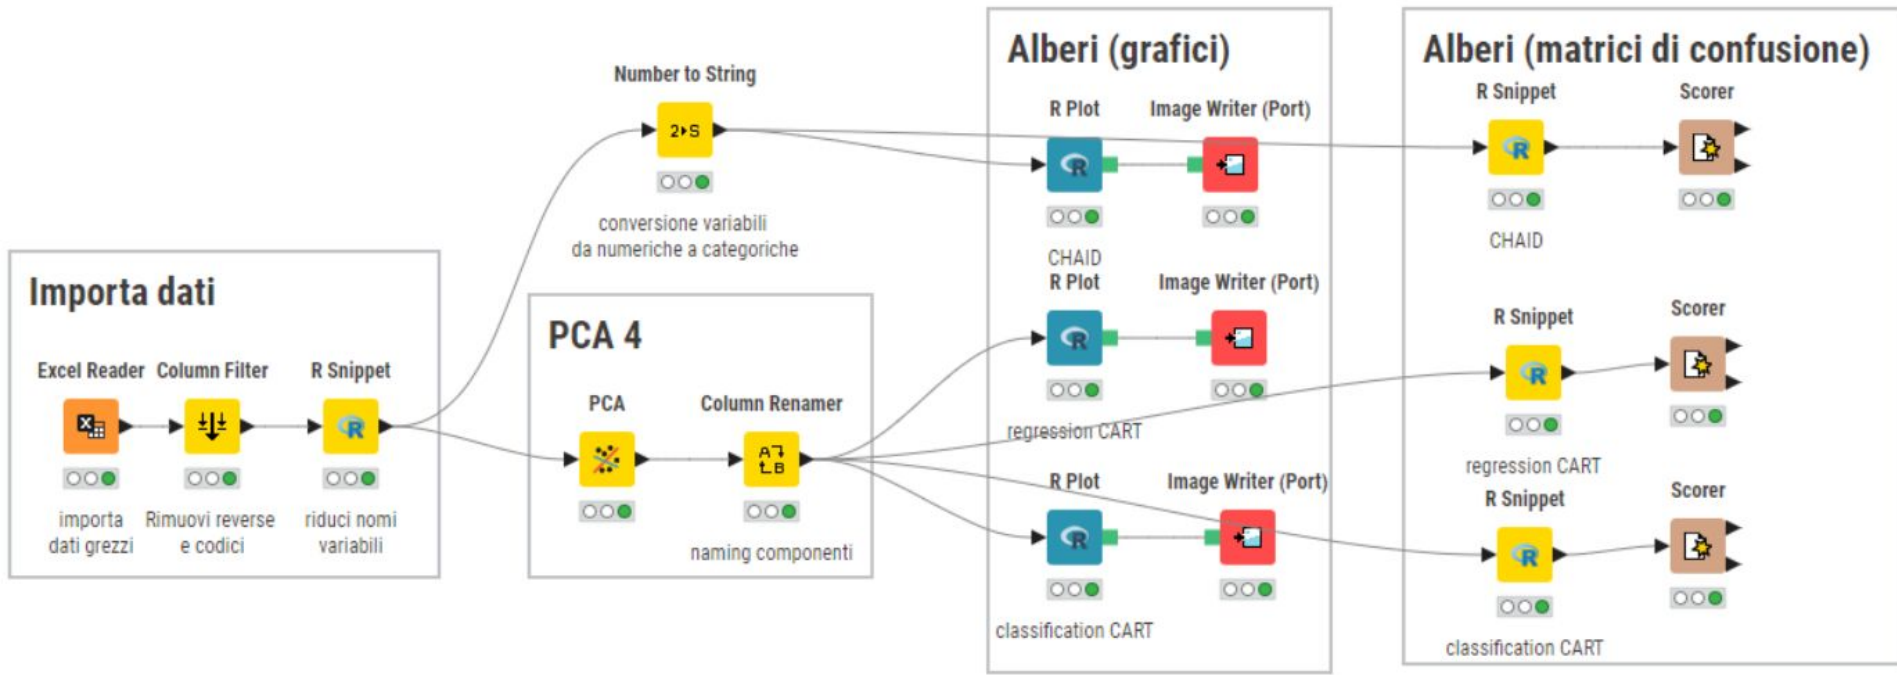 Importa dati
Excel Reader
Column Filter
R Snippet
importa
dati grezzi
Rimuovi reverse
e codici
riduci nomi
variabili
Number to String
2▸S
conversione variabili
da numeriche a categoriche
PCA 4
PCA
Column Renamer
A
B
naming componenti
Alberi (grafici)
R Plot
Image Writer (Port)
CHAID
R Plot
Image Writer (Port)
regression CART
R Plot
Image Writer (Port)
classification CART
Alberi (matrici di confusione)
R Snippet
Scorer
CHAID
R Snippet
Scorer
regression CART
R Snippet
Scorer
classification CART